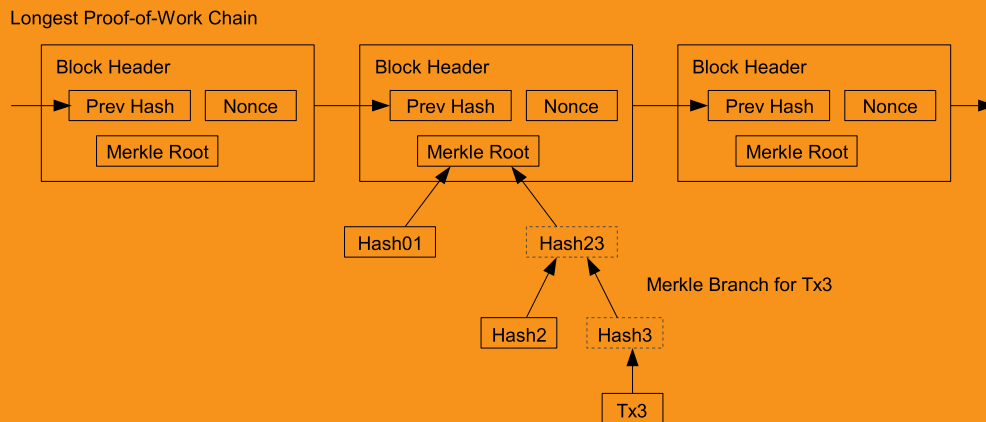 Longest Proof-of-Work Chain
Block Header
Prev Hash
Nonce
Merkle Root
Block Header
Prev Hash
Nonce
Merkle Root
Block Header
Prev Hash
Nonce
Merkle Root
Hash01
Hash23
Merkle Branch for Tx3
Hash2
Hash3
Tx3